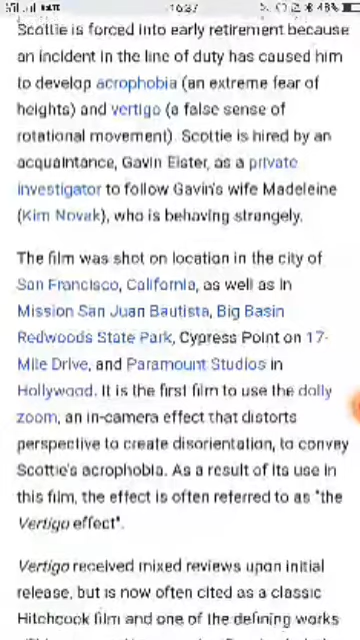 16:37
48%
Scottie is forced into early retirement because
an incident in the line of duty has caused him
to develop acrophobia (an extreme fear of
heights) and vertigo (a false sense of
rotational movement). Scottie is hired by an
acquaintance, Gavin Elster, as a private
investigator to follow Gavin's wife Madeleine
(Kim Novak), who is behaving strangely.
The film was shot on location in the city of
San Francisco, California, as well as in
Mission San Juan Bautista, Big Basin
Redwoods State Park, Cypress Point on 17-
Mile Drive, and Paramount Studios in
Hollywood. It is the first film to use the dolly
zoom, an in-camera effect that distorts
perspective to create disorientation, to convey
Scottie's acrophobia. As a result of its use in
this film, the effect is often referred to as "the
Vertigo effect".
Vertigo received mixed reviews upon initial
release, but is now often cited as a classic
Hitchcock film and one of the defining works